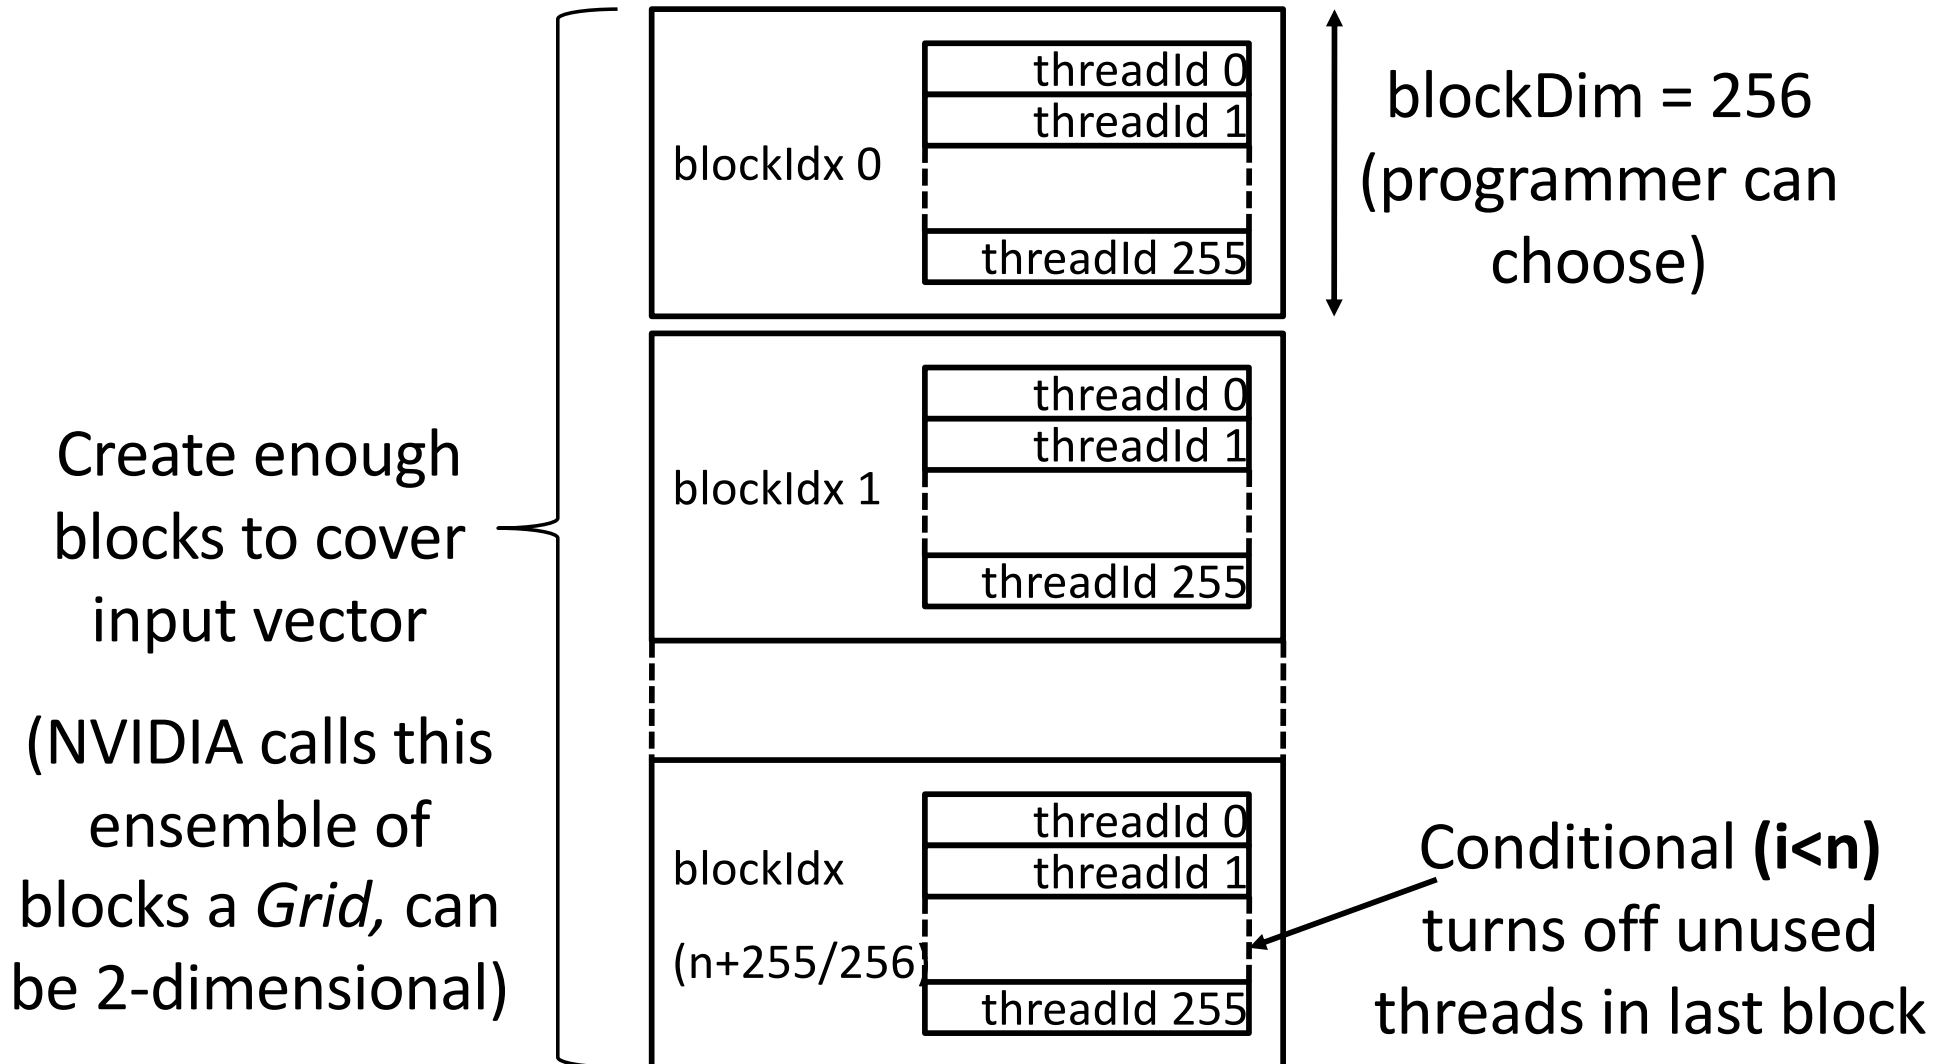 threadId 0
threadId 1
blockIdx 0
threadId 255
blockDim = 256
(programmer can
choose)
threadId 0
threadId 1
blockIdx 1
threadId 255
Create enough
blocks to cover
input vector
(NVIDIA calls this
ensemble of
blocks a Grid, can
be 2-dimensional)
threadId 0
threadId 1
blockIdx
(n+255/256)
threadId 255
Conditional (i<n)
turns off unused
threads in last block